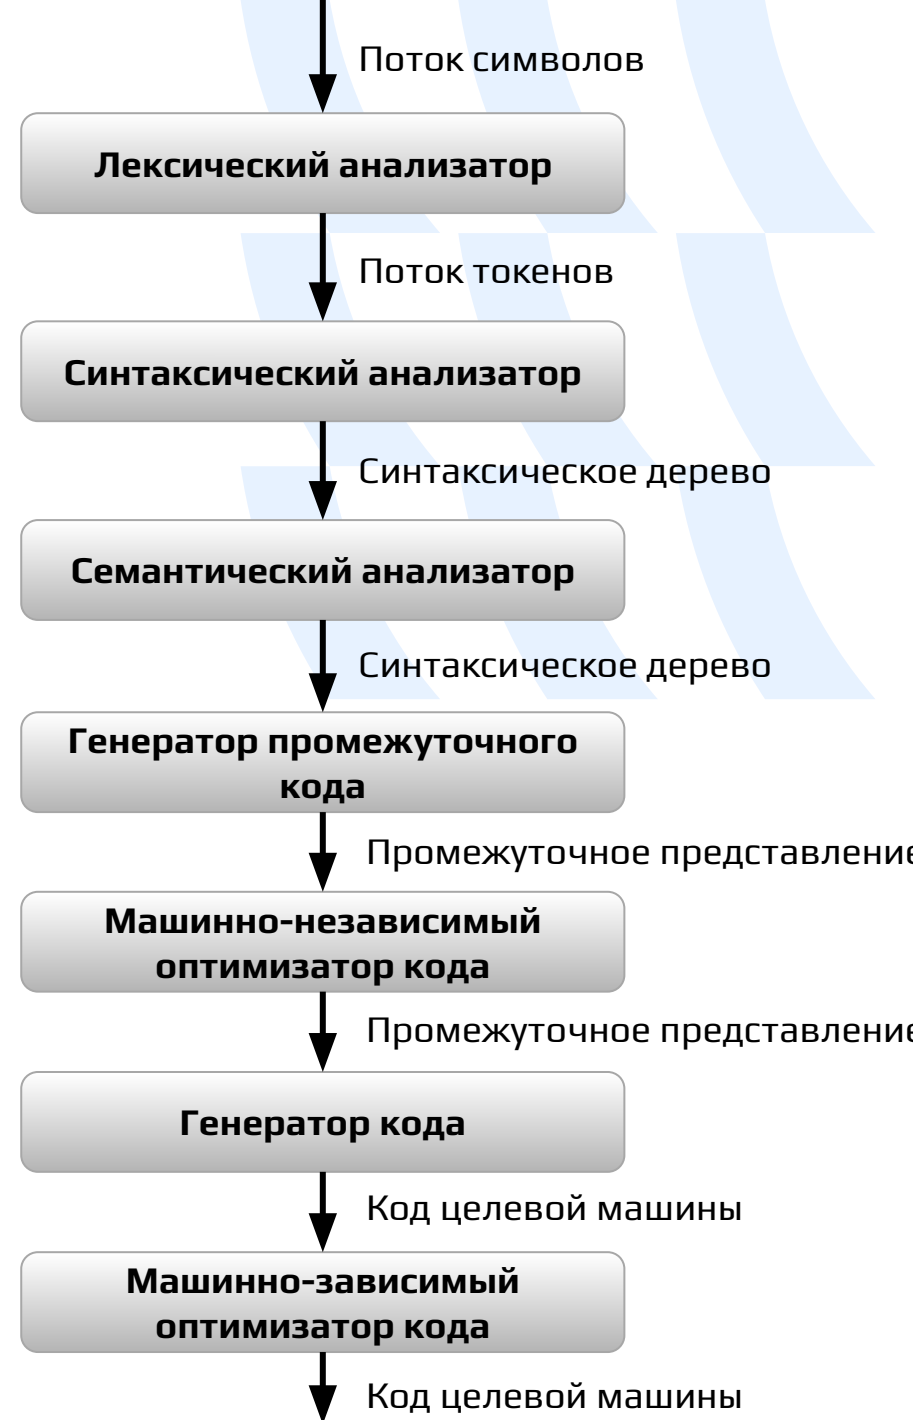 Поток символов
Лексический анализатор
Поток токенов
Синтаксический анализатор
Синтаксическое дерево
Семантический анализатор
Синтаксическое дерево
Генератор промежуточного
кода
Промежуточное представление
Машинно-независимый
оптимизатор кода
Промежуточное представление
Генератор кода
Код целевой машины
Машинно-зависимый
оптимизатор кода
Код целевой машины